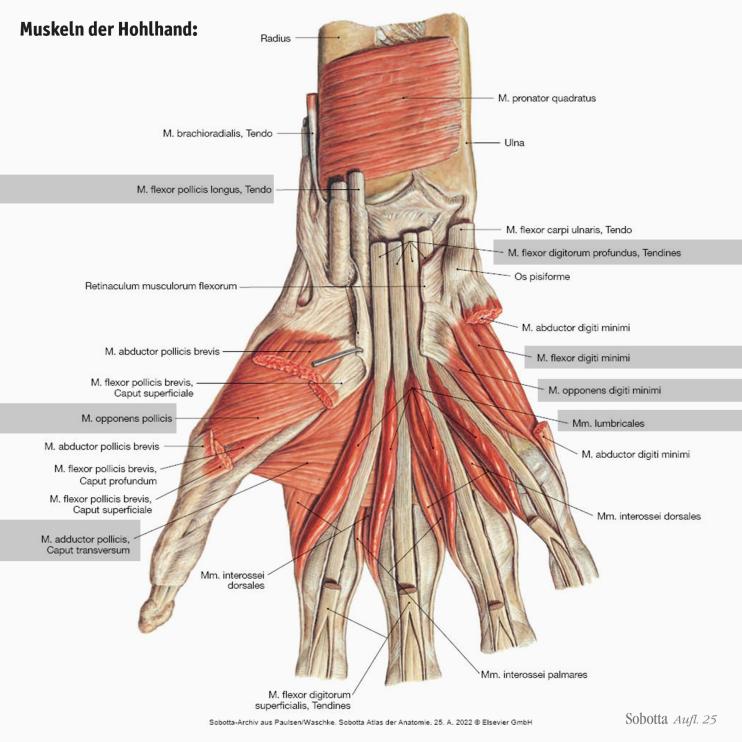 Muskeln der Hohlhand:
Radius
M. pronator quadratus
M. brachioradialis, Tendo
Ulna
M. flexor pollicis longus, Tendo
M. flexor carpi ulnaris, Tendo
M. flexor digitorum profundus, Tendines
Os pisiforme
Retinaculum musculorum flexorum
M. abductor digiti minimi
M. abductor pollicis brevis
M. flexor digiti minimi
M. flexor pollicis brevis,
Caput superficiale
M. opponens digiti minimi
M. opponens pollicis
Mm. lumbricales
M. abductor pollicis brevis
M. abductor digiti minimi
M. flexor pollicis brevis,
Caput profundum
M. flexor pollicis brevis,
Caput superficiale
Mm. interossei dorsales
M. adductor pollicis,
Caput transversum
Mm. interossei
dorsales
Mm. interossei palmares
M. flexor digitorum
superficialis, Tendines
Sobotta-Archiv aus Paulsen/Waschke. Sobotta Atlas der Anatomie, 25. A. 2022 © Elsevier GmbH
Sobotta Aufl. 25